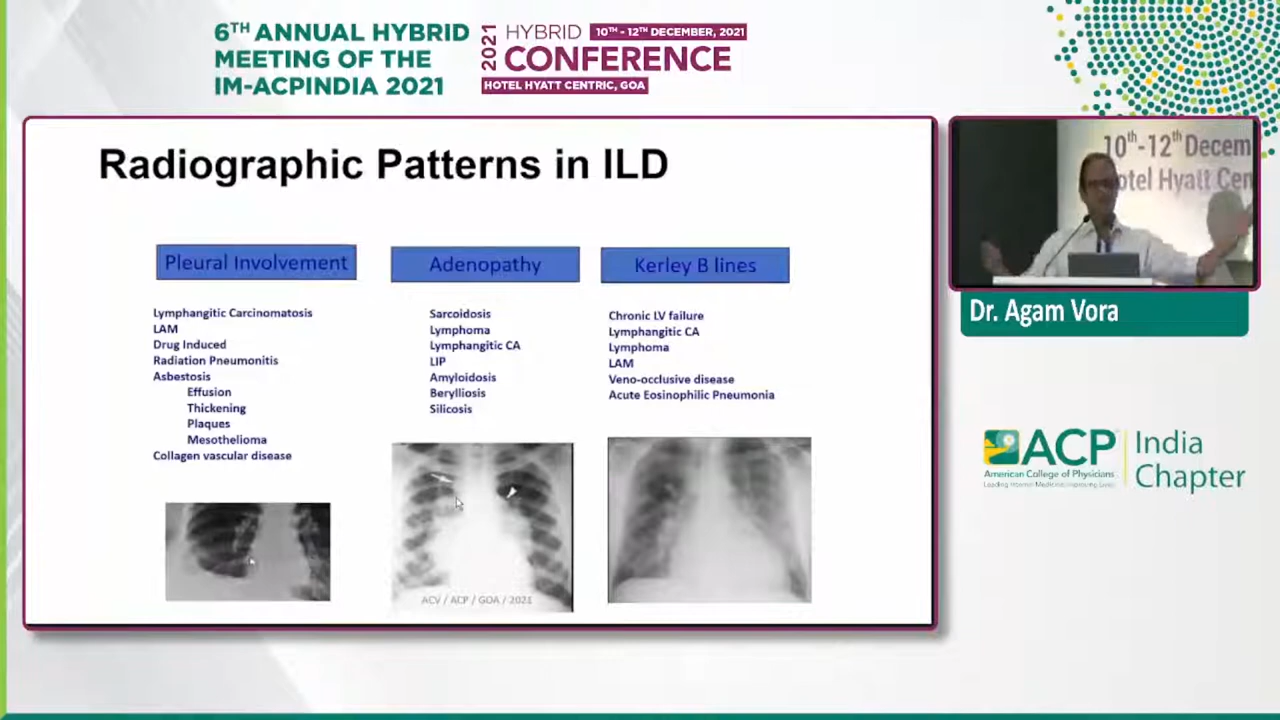 6TH ANNUAL HYBRID
MEETING OF THE
IM-ACPINDIA 2021
2021
HYBRID 10TH - 12TH DECEMBER, 2021
CONFERENCE
HOTEL HYATT CENTRIC, GOA
Radiographic Patterns in ILD
Pleural Involvement
Lymphangitic Carcinomatosis
LAM
Drug Induced
Radiation Pneumonitis
Asbestosis
Effusion
Thickening
Plaques
Mesothelioma
Collagen vascular disease
Adenopathy
Sarcoidosis
Lymphoma
Lymphangitic CA
LIP
Amyloidosis
Berylliosis
Silicosis
Kerley B lines
Chronic LV failure
Lymphangitic CA
Lymphoma
LAM
Veno-occlusive disease
Acute Eosinophilic Pneumonia
ACV / ACP / GOA / 2021
10th-12th Decem
otel Hyatt Cen
Dr. Agam Vora
ACP
American College of Physicians
India
Chapter